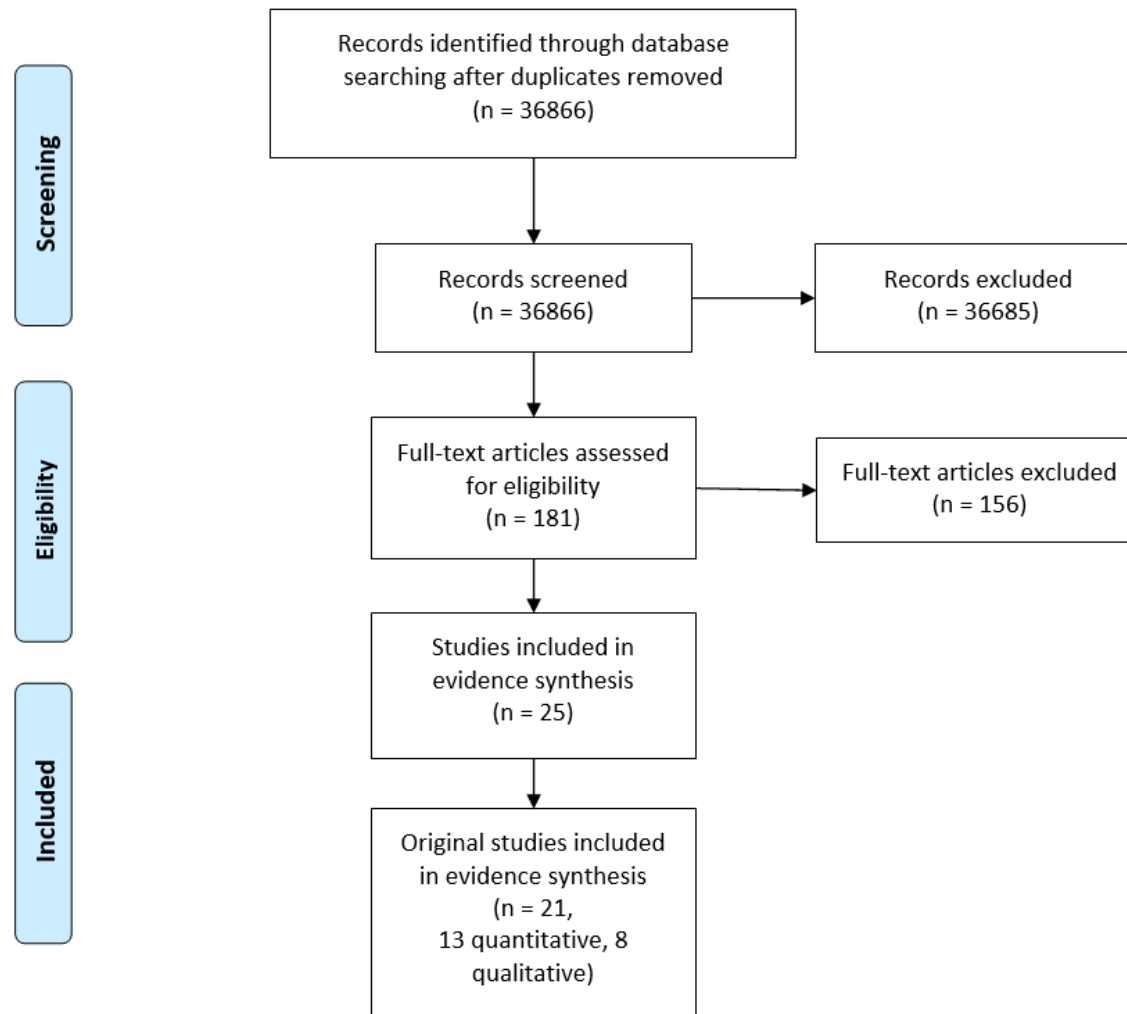 Screening
Records identified through database
searching after duplicates removed
(n = 36866)
Records screened
(n = 36866)
Records excluded
(n = 36685)
Eligibility
Full-text articles assessed
for eligibility
(n = 181)
Full-text articles excluded
(n = 156)
Included
Studies included in
evidence synthesis
(n = 25)
Original studies included
in evidence synthesis
(n = 21,
13 quantitative, 8
qualitative)